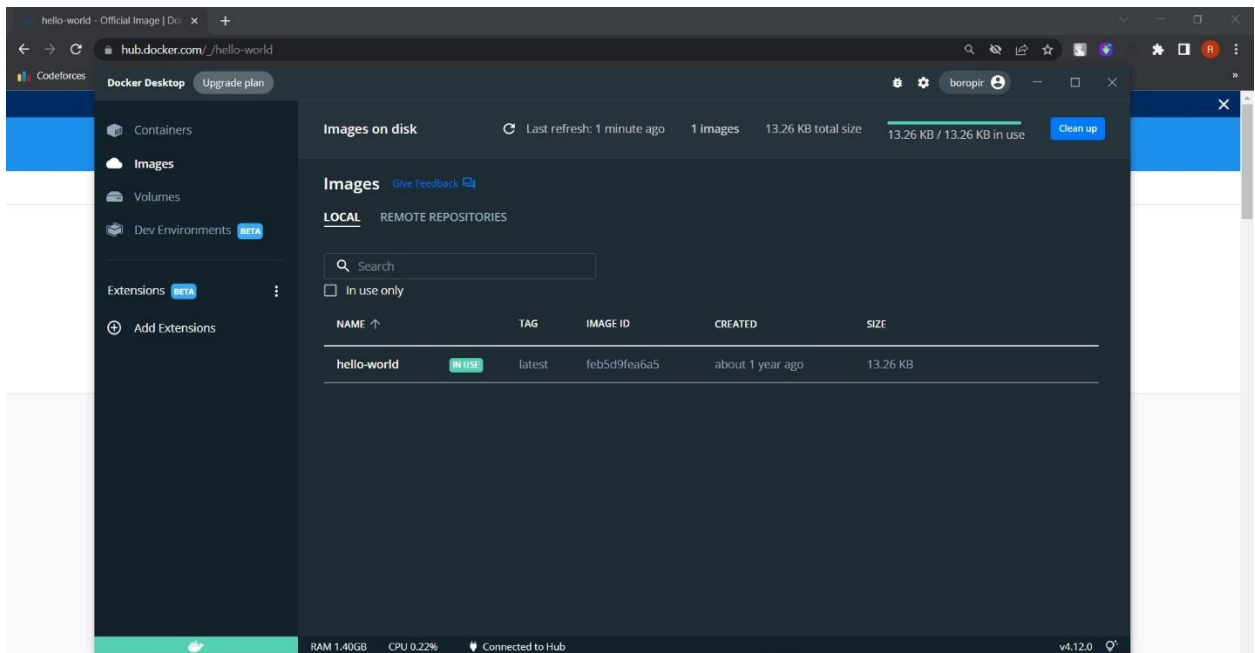 hello-world - Official Image | Do
hub.docker.com/_/hello-world
R
Codeforces
Docker Desktop Upgrade plan boropir
Containers
Images
Volumes
Dev Environments BETA
Extensions BETA
Add Extensions
Images on disk Last refresh: 1 minute ago 1 images 13.26 KB total size 13.26 KB / 13.26 KB in use Clean up
Images Give Feedback
LOCAL REMOTE REPOSITORIES
Search
In use only
NAME TAG IMAGE ID CREATED SIZE
hello-world IN USE latest feb5d9fea6a5 about 1 year ago 13.26 KB
RAM 1.40GB CPU 0.22% Connected to Hub v4.12.0